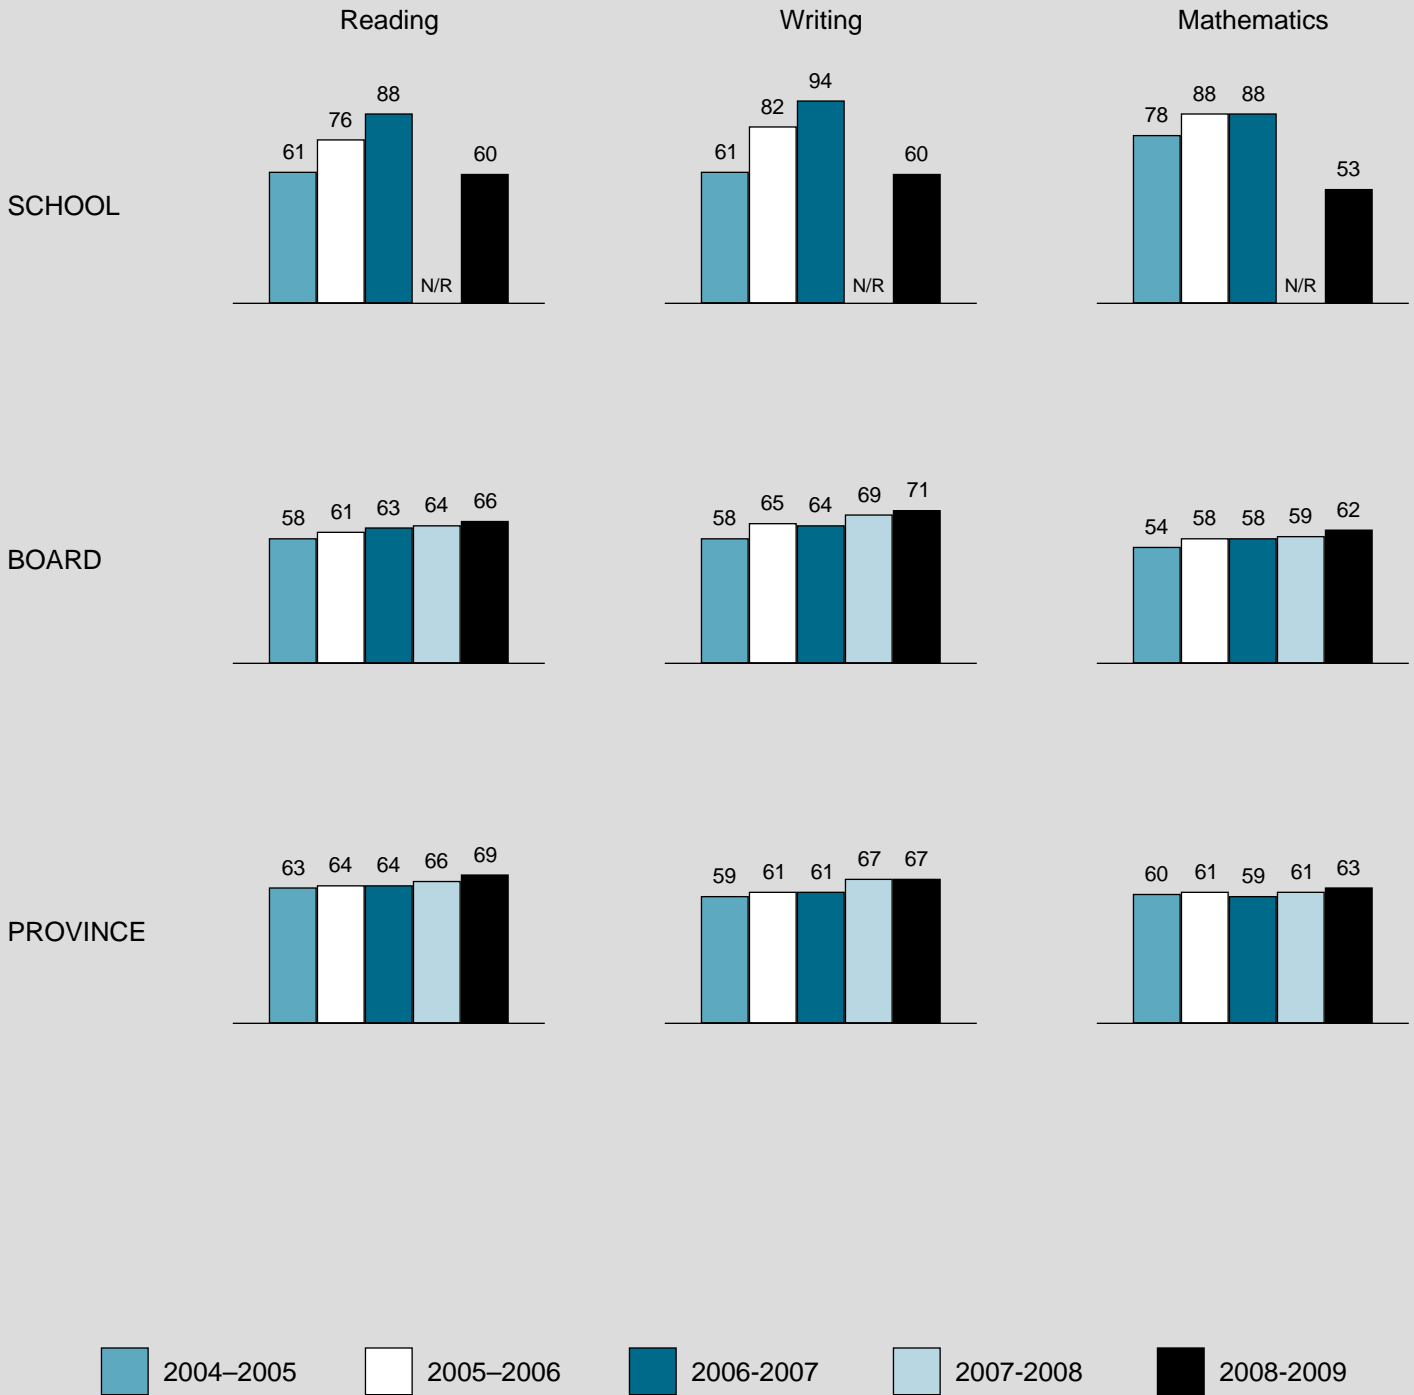 Reading Writing Mathematics
SCHOOL
61 76 88 N/R 60
61 82 94 N/R 60
78 88 88 N/R 53
BOARD
58 61 63 64 66
58 65 64 69 71
54 58 58 59 62
PROVINCE
63 64 64 66 69
59 61 61 67 67
60 61 59 61 63
2004–2005 2005–2006 2006-2007 2007-2008 2008-2009